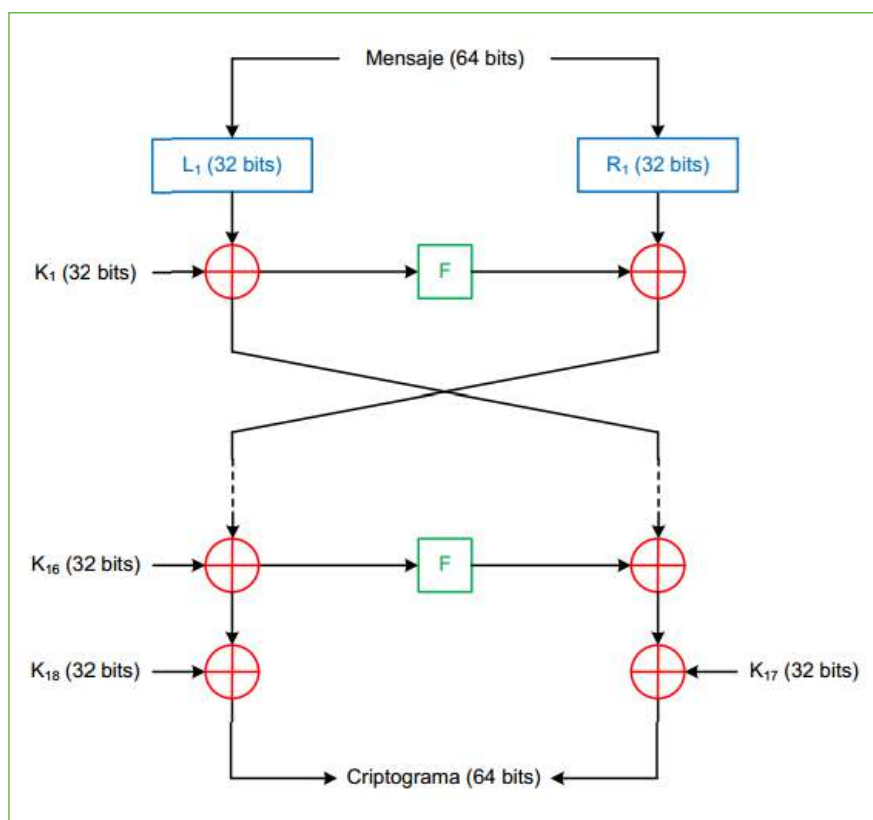 Mensaje (64 bits)
L₁ (32 bits)
R₁ (32 bits)
K₁ (32 bits)
F
K₁₆ (32 bits)
F
K₁₈ (32 bits)
K₁₇ (32 bits)
Criptograma (64 bits)